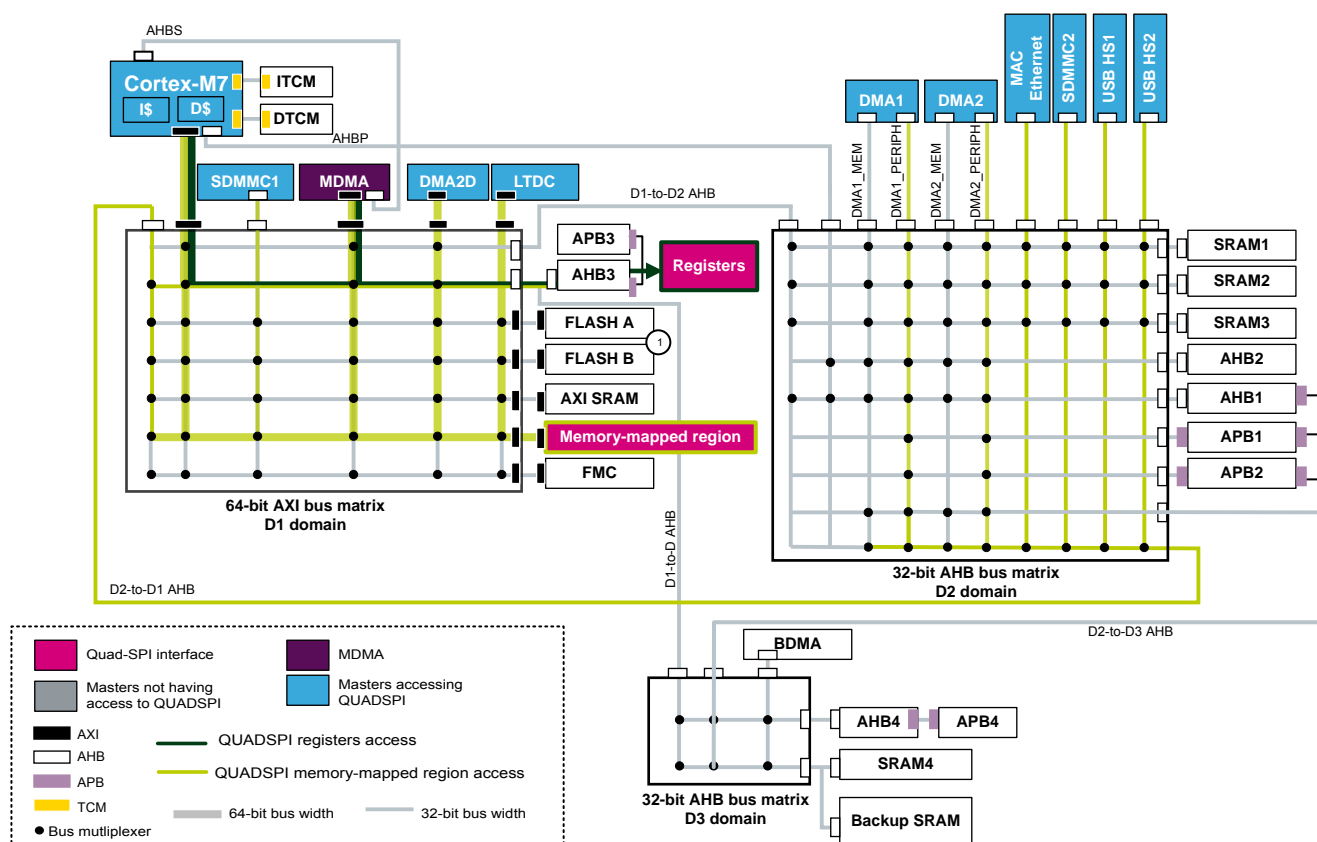 AHBS
Cortex-M7
I$
D$
ITCM
DTCM
AHBP
SDMMC1
MDMA
DMA2D
LTDC
DMA1
DMA2
MAC
Ethernet
SDMMC2
USB HS1
USB HS2
DMA1_MEM
DMA1_PERIPH
DMA2_MEM
DMA2_PERIPH
D1-to-D2 AHB
APB3
AHB3
Registers
FLASH A
1
FLASH B
AXI SRAM
Memory-mapped region
FMC
64-bit AXI bus matrix
D1 domain
SRAM1
SRAM2
SRAM3
AHB2
AHB1
APB1
APB2
32-bit AHB bus matrix
D2 domain
D1-to-D AHB
D2-to-D1 AHB
D2-to-D3 AHB
BDMA
AHB4
APB4
SRAM4
Backup SRAM
32-bit AHB bus matrix
D3 domain
Quad-SPI interface
MDMA
Masters not having
access to QUADSPI
Masters accessing
QUADSPI
AXI
AHB
APB
TCM
QUADSPI registers access
QUADSPI memory-mapped region access
64-bit bus width
32-bit bus width
Bus mutliplexer